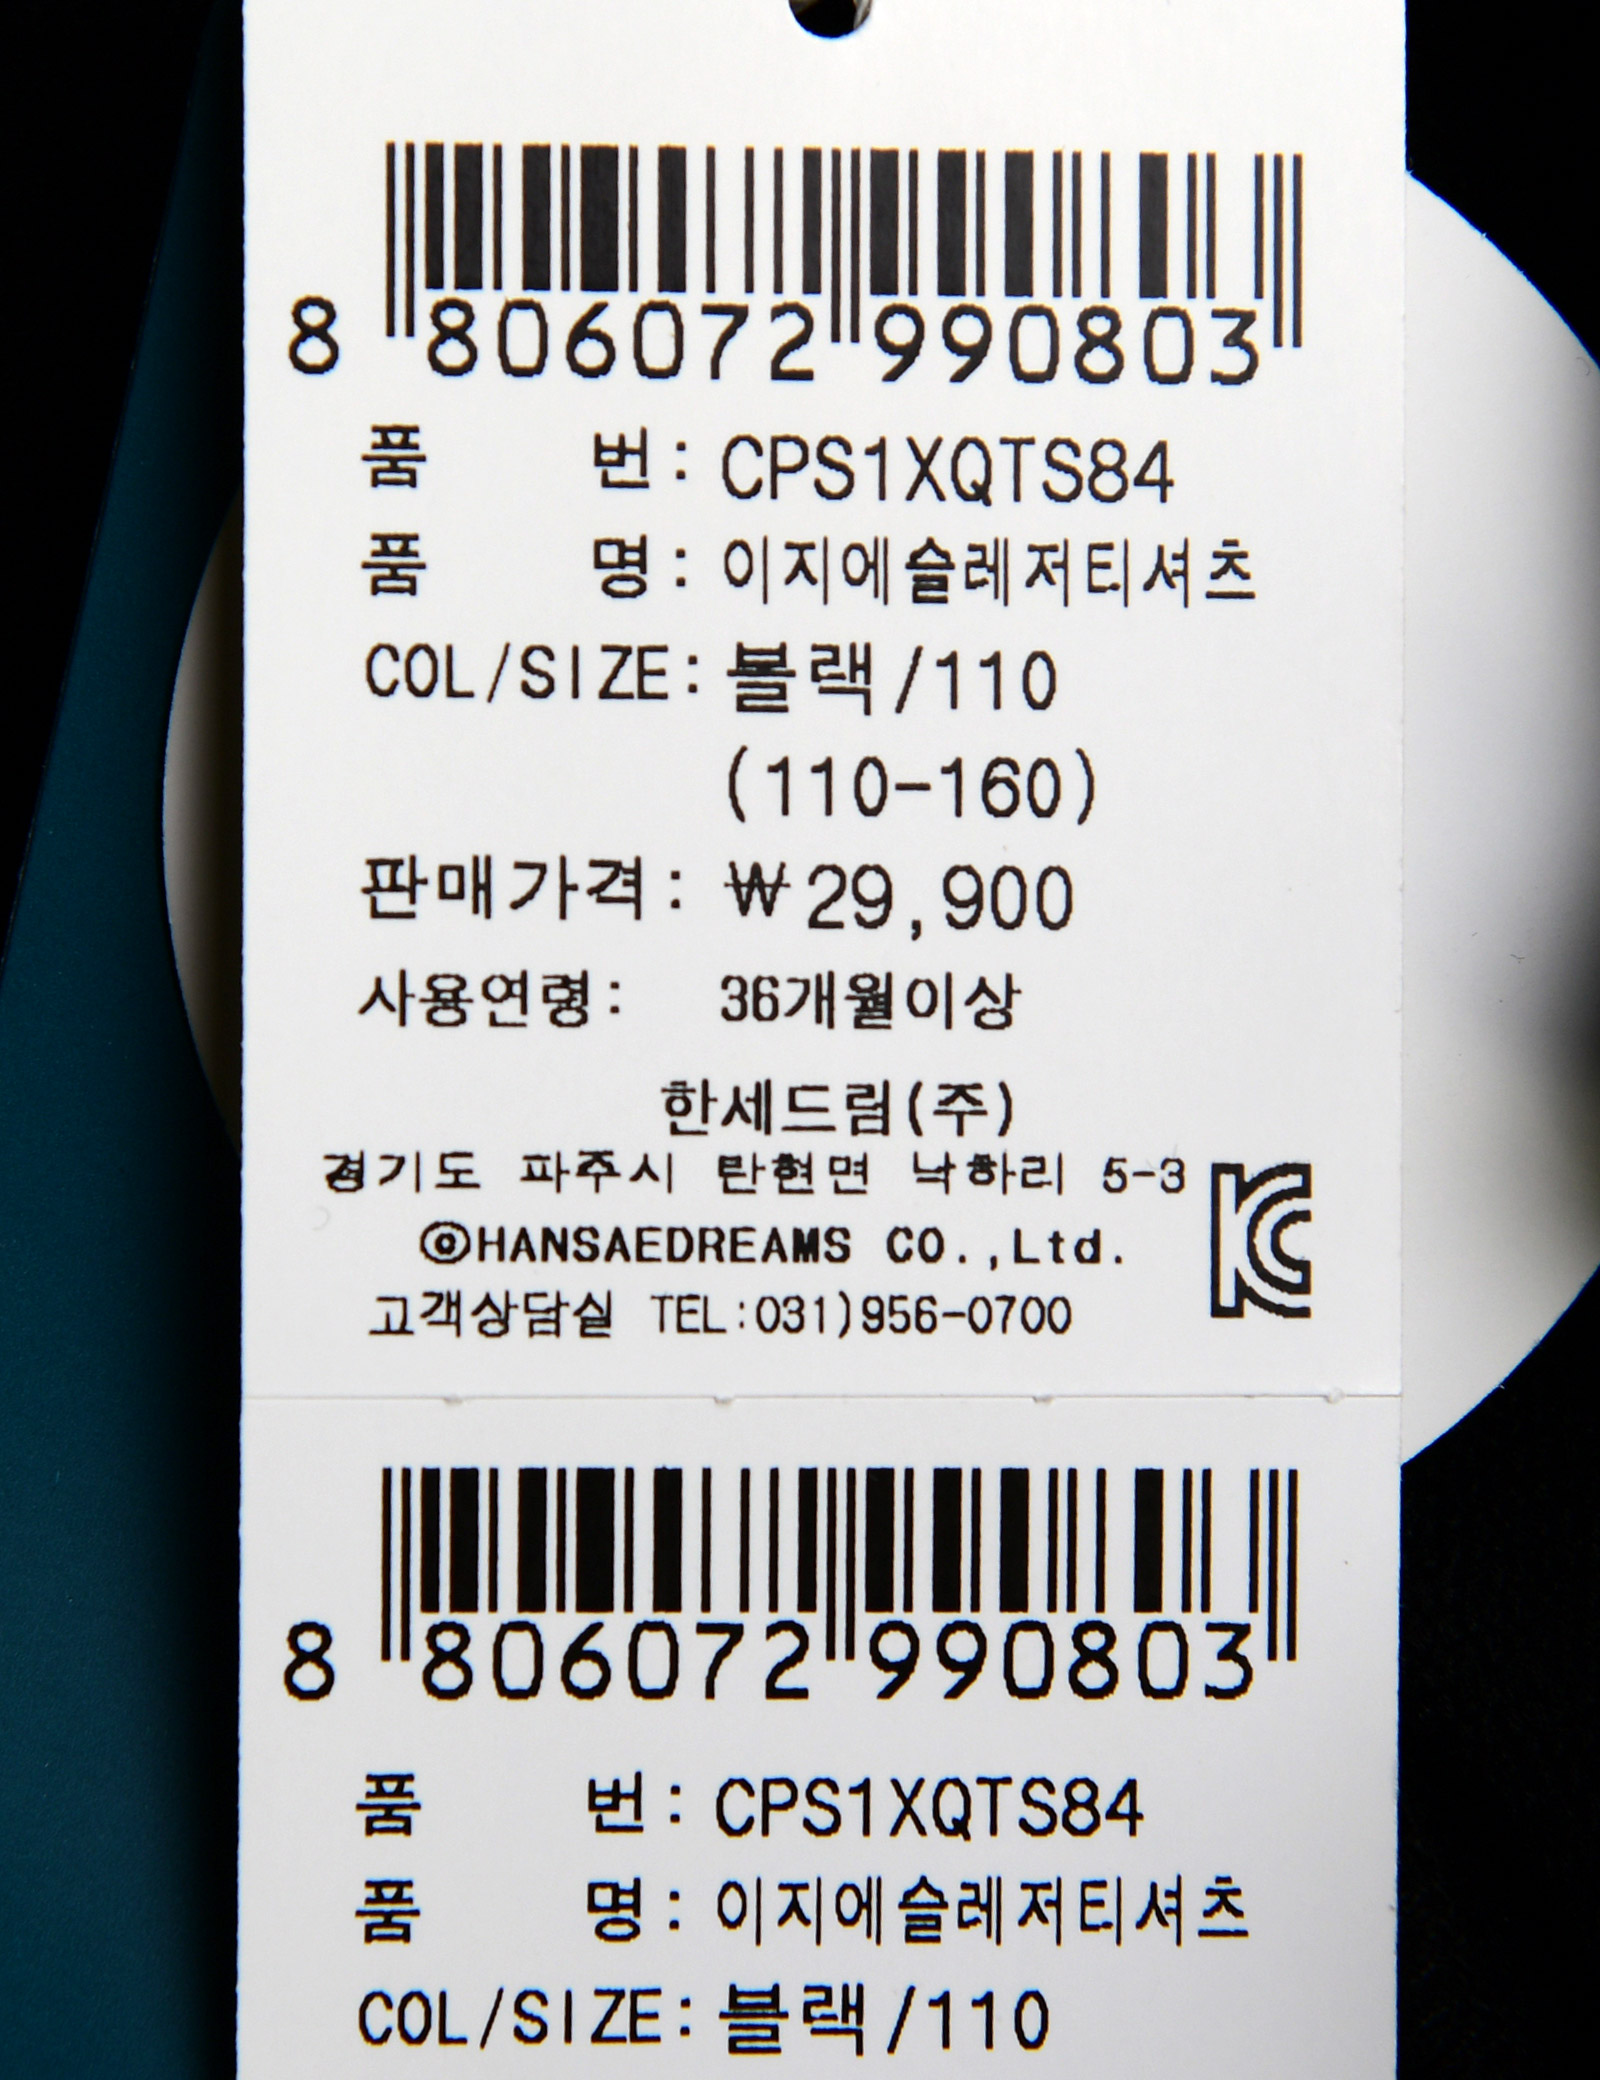 8 806072 990803
품 번: CPS1XQTS84
품 명: 이지에슬레저티셔츠
COL/SIZE: 블랙/110
(110-160)
판매가격: ₩29,900
사용연령: 36개월이상
한세드림(주)
경기도 파주시 탄현면 낙하리 5-3
©HANSAEDREAMS CO.,Ltd.
고객상담실 TEL:031)956-0700
8 806072 990803
품 번: CPS1XQTS84
품 명: 이지에슬레저티셔츠
COL/SIZE: 블랙/110